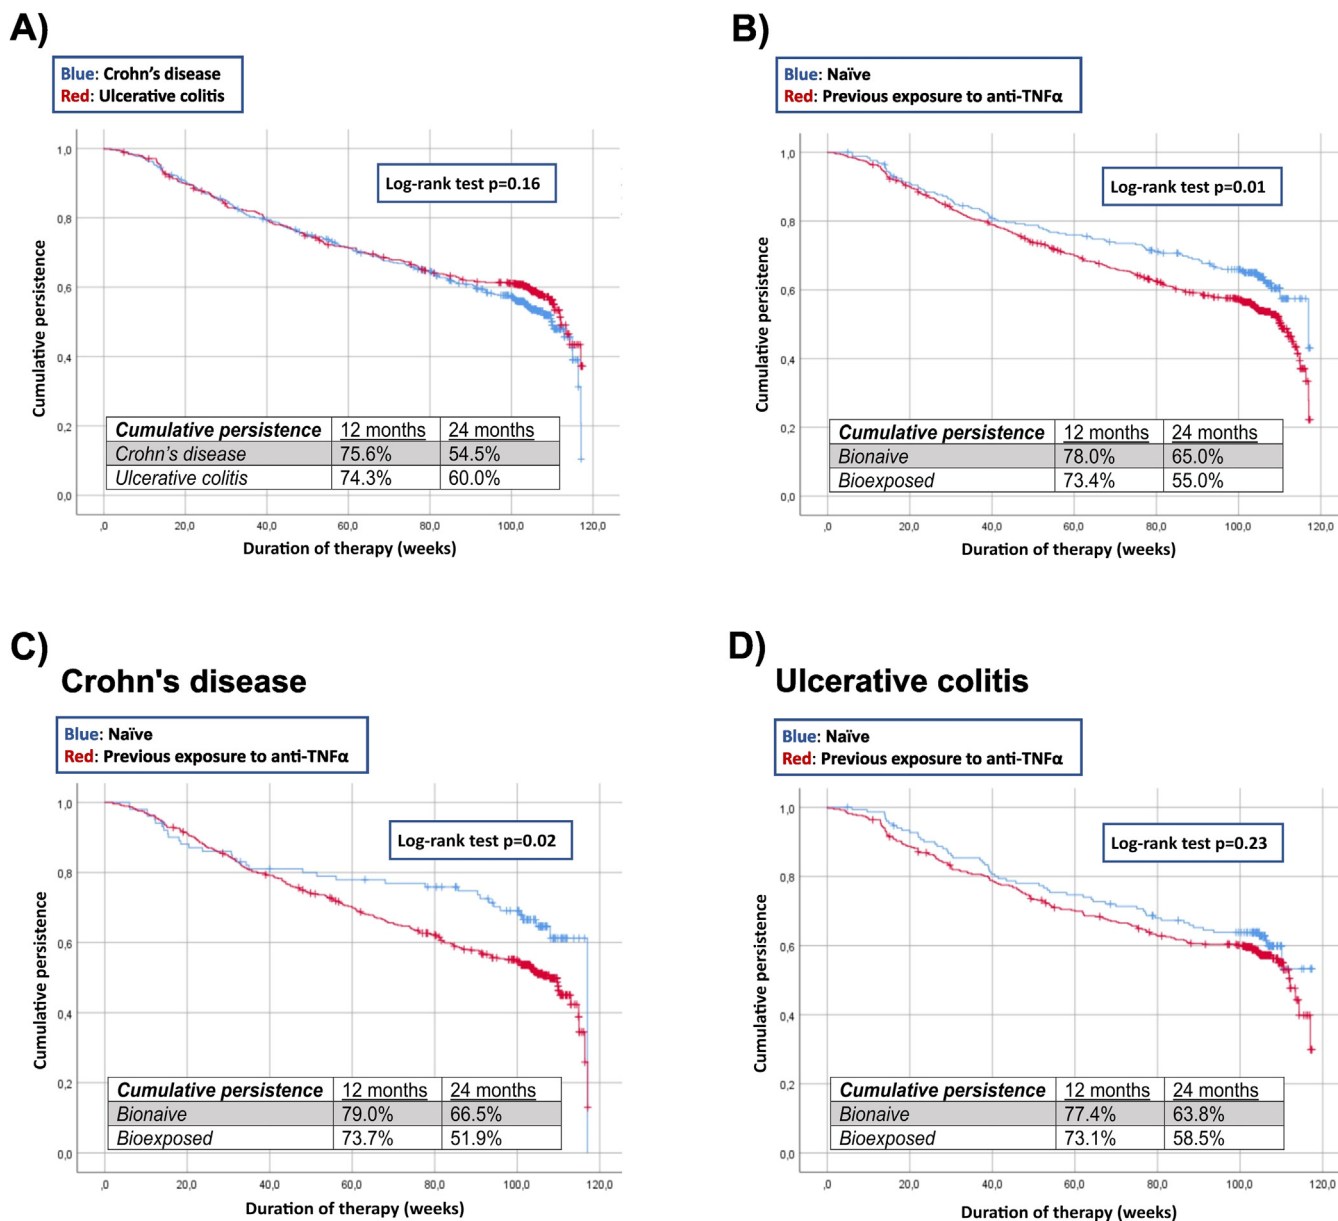 A)
Blue: Crohn's disease
Red: Ulcerative colitis
Log-rank test p=0.16
Cumulative persistence
1,0
0,8
0,6
0,4
0,2
0,0
Cumulative persistence 12 months 24 months
Crohn's disease 75.6% 54.5%
Ulcerative colitis 74.3% 60.0%
,0 20,0 40,0 60,0 80,0 100,0 120,0
Duration of therapy (weeks)
B)
Blue: Naïve
Red: Previous exposure to anti-TNFα
Log-rank test p=0.01
Cumulative persistence
1,0
0,8
0,6
0,4
0,2
0,0
Cumulative persistence 12 months 24 months
Bionaive 78.0% 65.0%
Bioexposed 73.4% 55.0%
,0 20,0 40,0 60,0 80,0 100,0 120,0
Duration of therapy (weeks)
C)
Crohn's disease
Blue: Naïve
Red: Previous exposure to anti-TNFα
Log-rank test p=0.02
Cumulative persistence
1,0
0,8
0,6
0,4
0,2
0,0
Cumulative persistence 12 months 24 months
Bionaive 79.0% 66.5%
Bioexposed 73.7% 51.9%
,0 20,0 40,0 60,0 80,0 100,0 120,0
Duration of therapy (weeks)
D)
Ulcerative colitis
Blue: Naïve
Red: Previous exposure to anti-TNFα
Log-rank test p=0.23
Cumulative persistence
1,0
0,8
0,6
0,4
0,2
0,0
Cumulative persistence 12 months 24 months
Bionaive 77.4% 63.8%
Bioexposed 73.1% 58.5%
,0 20,0 40,0 60,0 80,0 100,0 120,0
Duration of therapy (weeks)